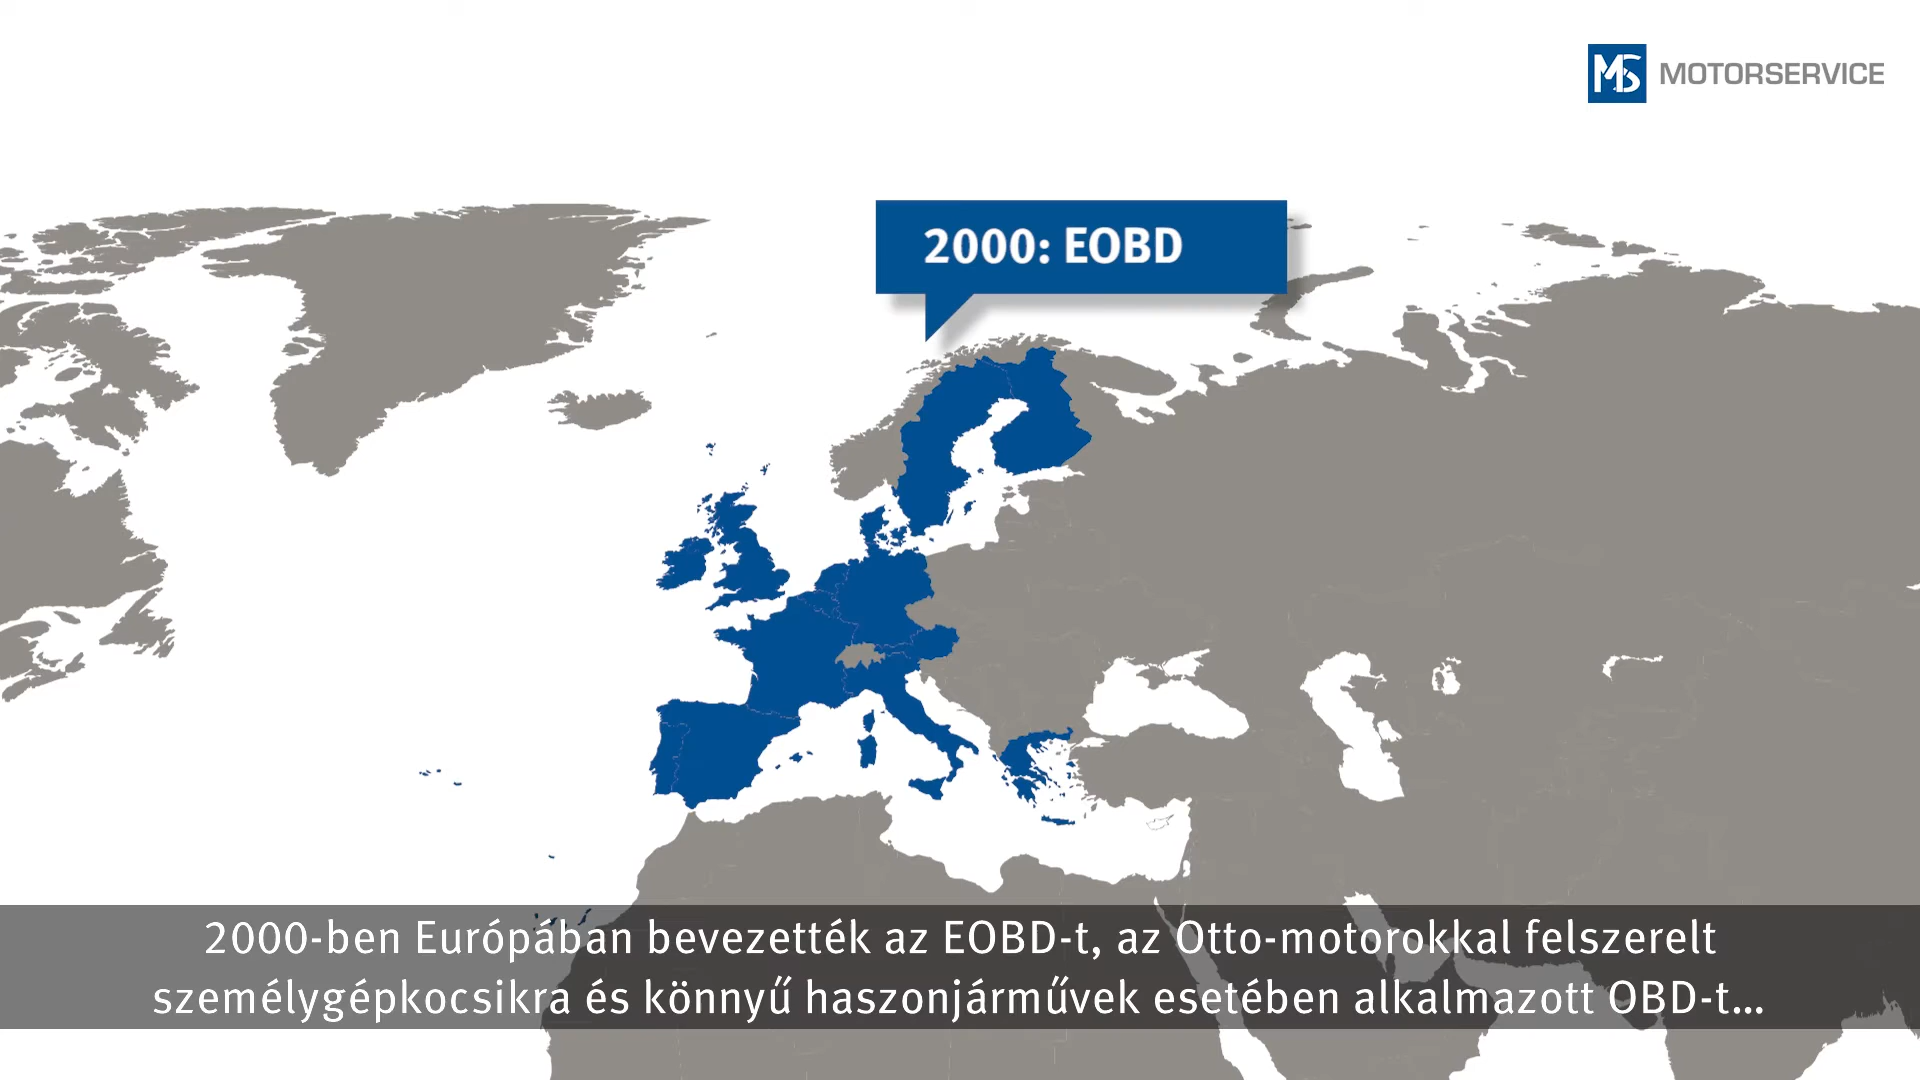 MS MOTORSERVICE
2000: EOBD
2000-ben Európában bevezették az EOBD-t, az Otto-motorokkal felszerelt
személygépkocsikra és könnyű haszonjárművek esetében alkalmazott OBD-t...